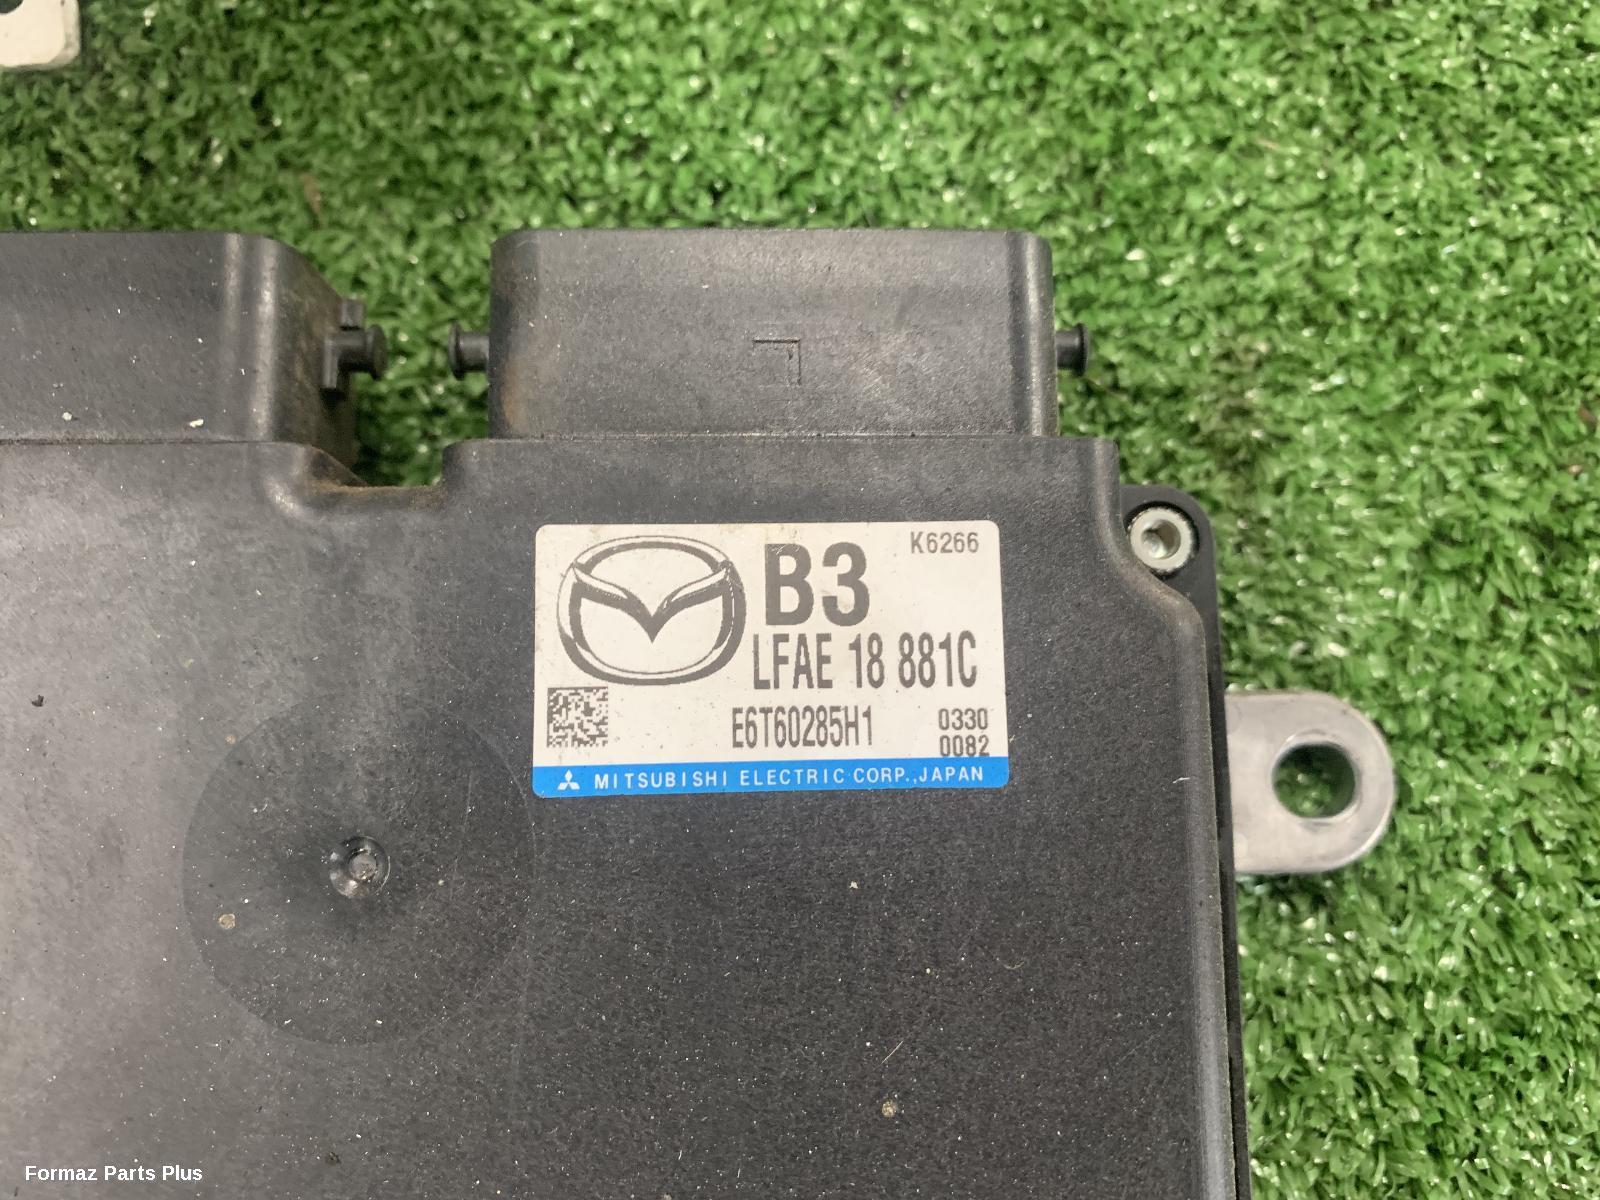 B3
K6266
LFAE 18 881C
E6T60285H1
0330
0082
MITSUBISHI ELECTRIC CORP., JAPAN
Formaz Parts Plus